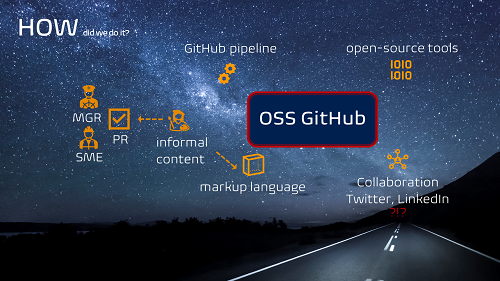 HOW did we do it?
GitHub pipeline
open-source tools
1010
1010
MGR
OSS GitHub
PR
SME
informal
content
markup language
Collaboration
Twitter, LinkedIn
?!?